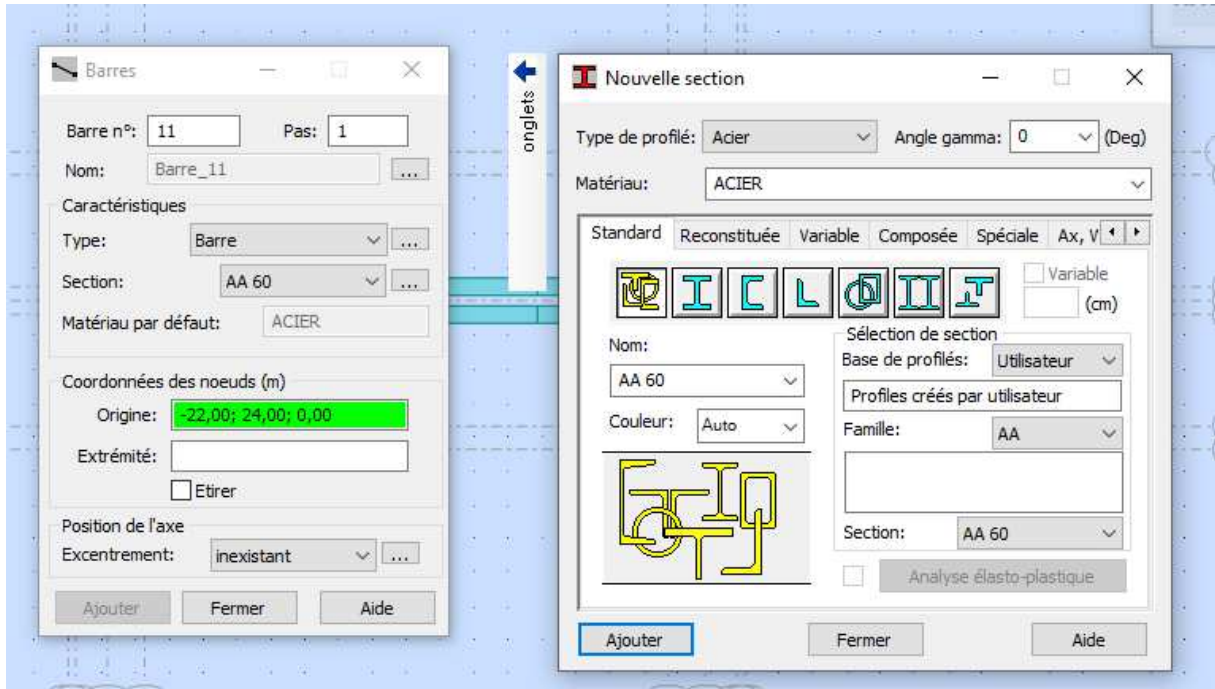 Barres
Barre n°: 11 Pas: 1
Nom: Barre_11 ...
Caractéristiques
Type: Barre ...
Section: AA 60 ...
Matériau par défaut: ACIER
Coordonnées des noeuds (m)
Origine: -22,00; 24,00; 0,00
Extrémité:
Etirer
Position de l'axe
Excentrement: inexistant ...
Ajouter Fermer Aide
onglets
Nouvelle section
Type de profilé: Acier Angle gamma: 0 (Deg)
Matériau: ACIER
Standard Reconstituée Variable Composée Spéciale Ax, V
Variable
(cm)
Nom:
AA 60
Couleur: Auto
Sélection de section
Base de profilés: Utilisateur
Profiles créés par utilisateur
Famille: AA
Section: AA 60
Analyse élasto-plastique
Ajouter Fermer Aide